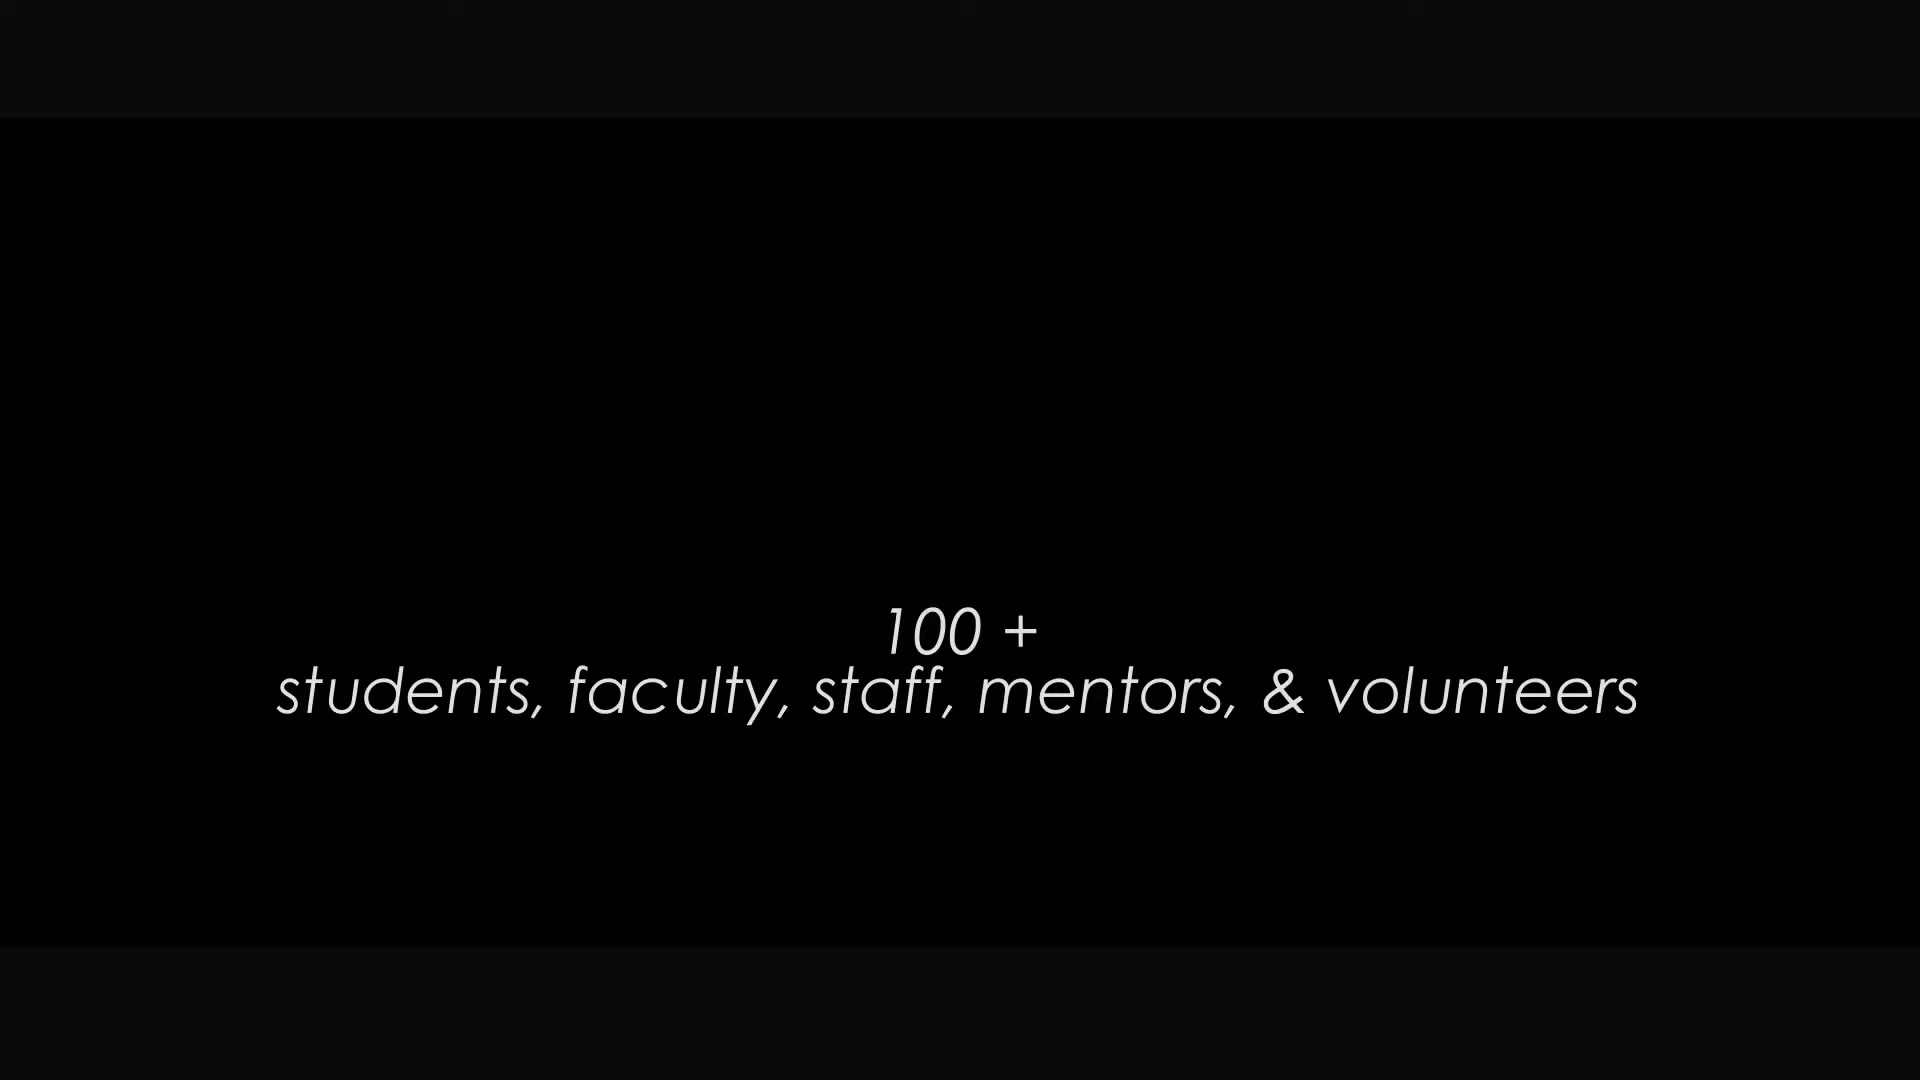 100 +
students, faculty, staff, mentors, & volunteers